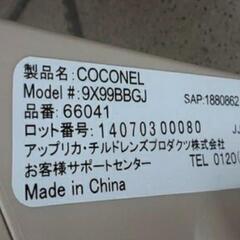 製品名:COCONEL
Model #:9X99BBGJ SAP:1880862
品番:66041
ロット番号:14070300080
アップリカ・チルドレンズプロダクツ株式会社
お客様サポートセンター TEL 0120
Made in China